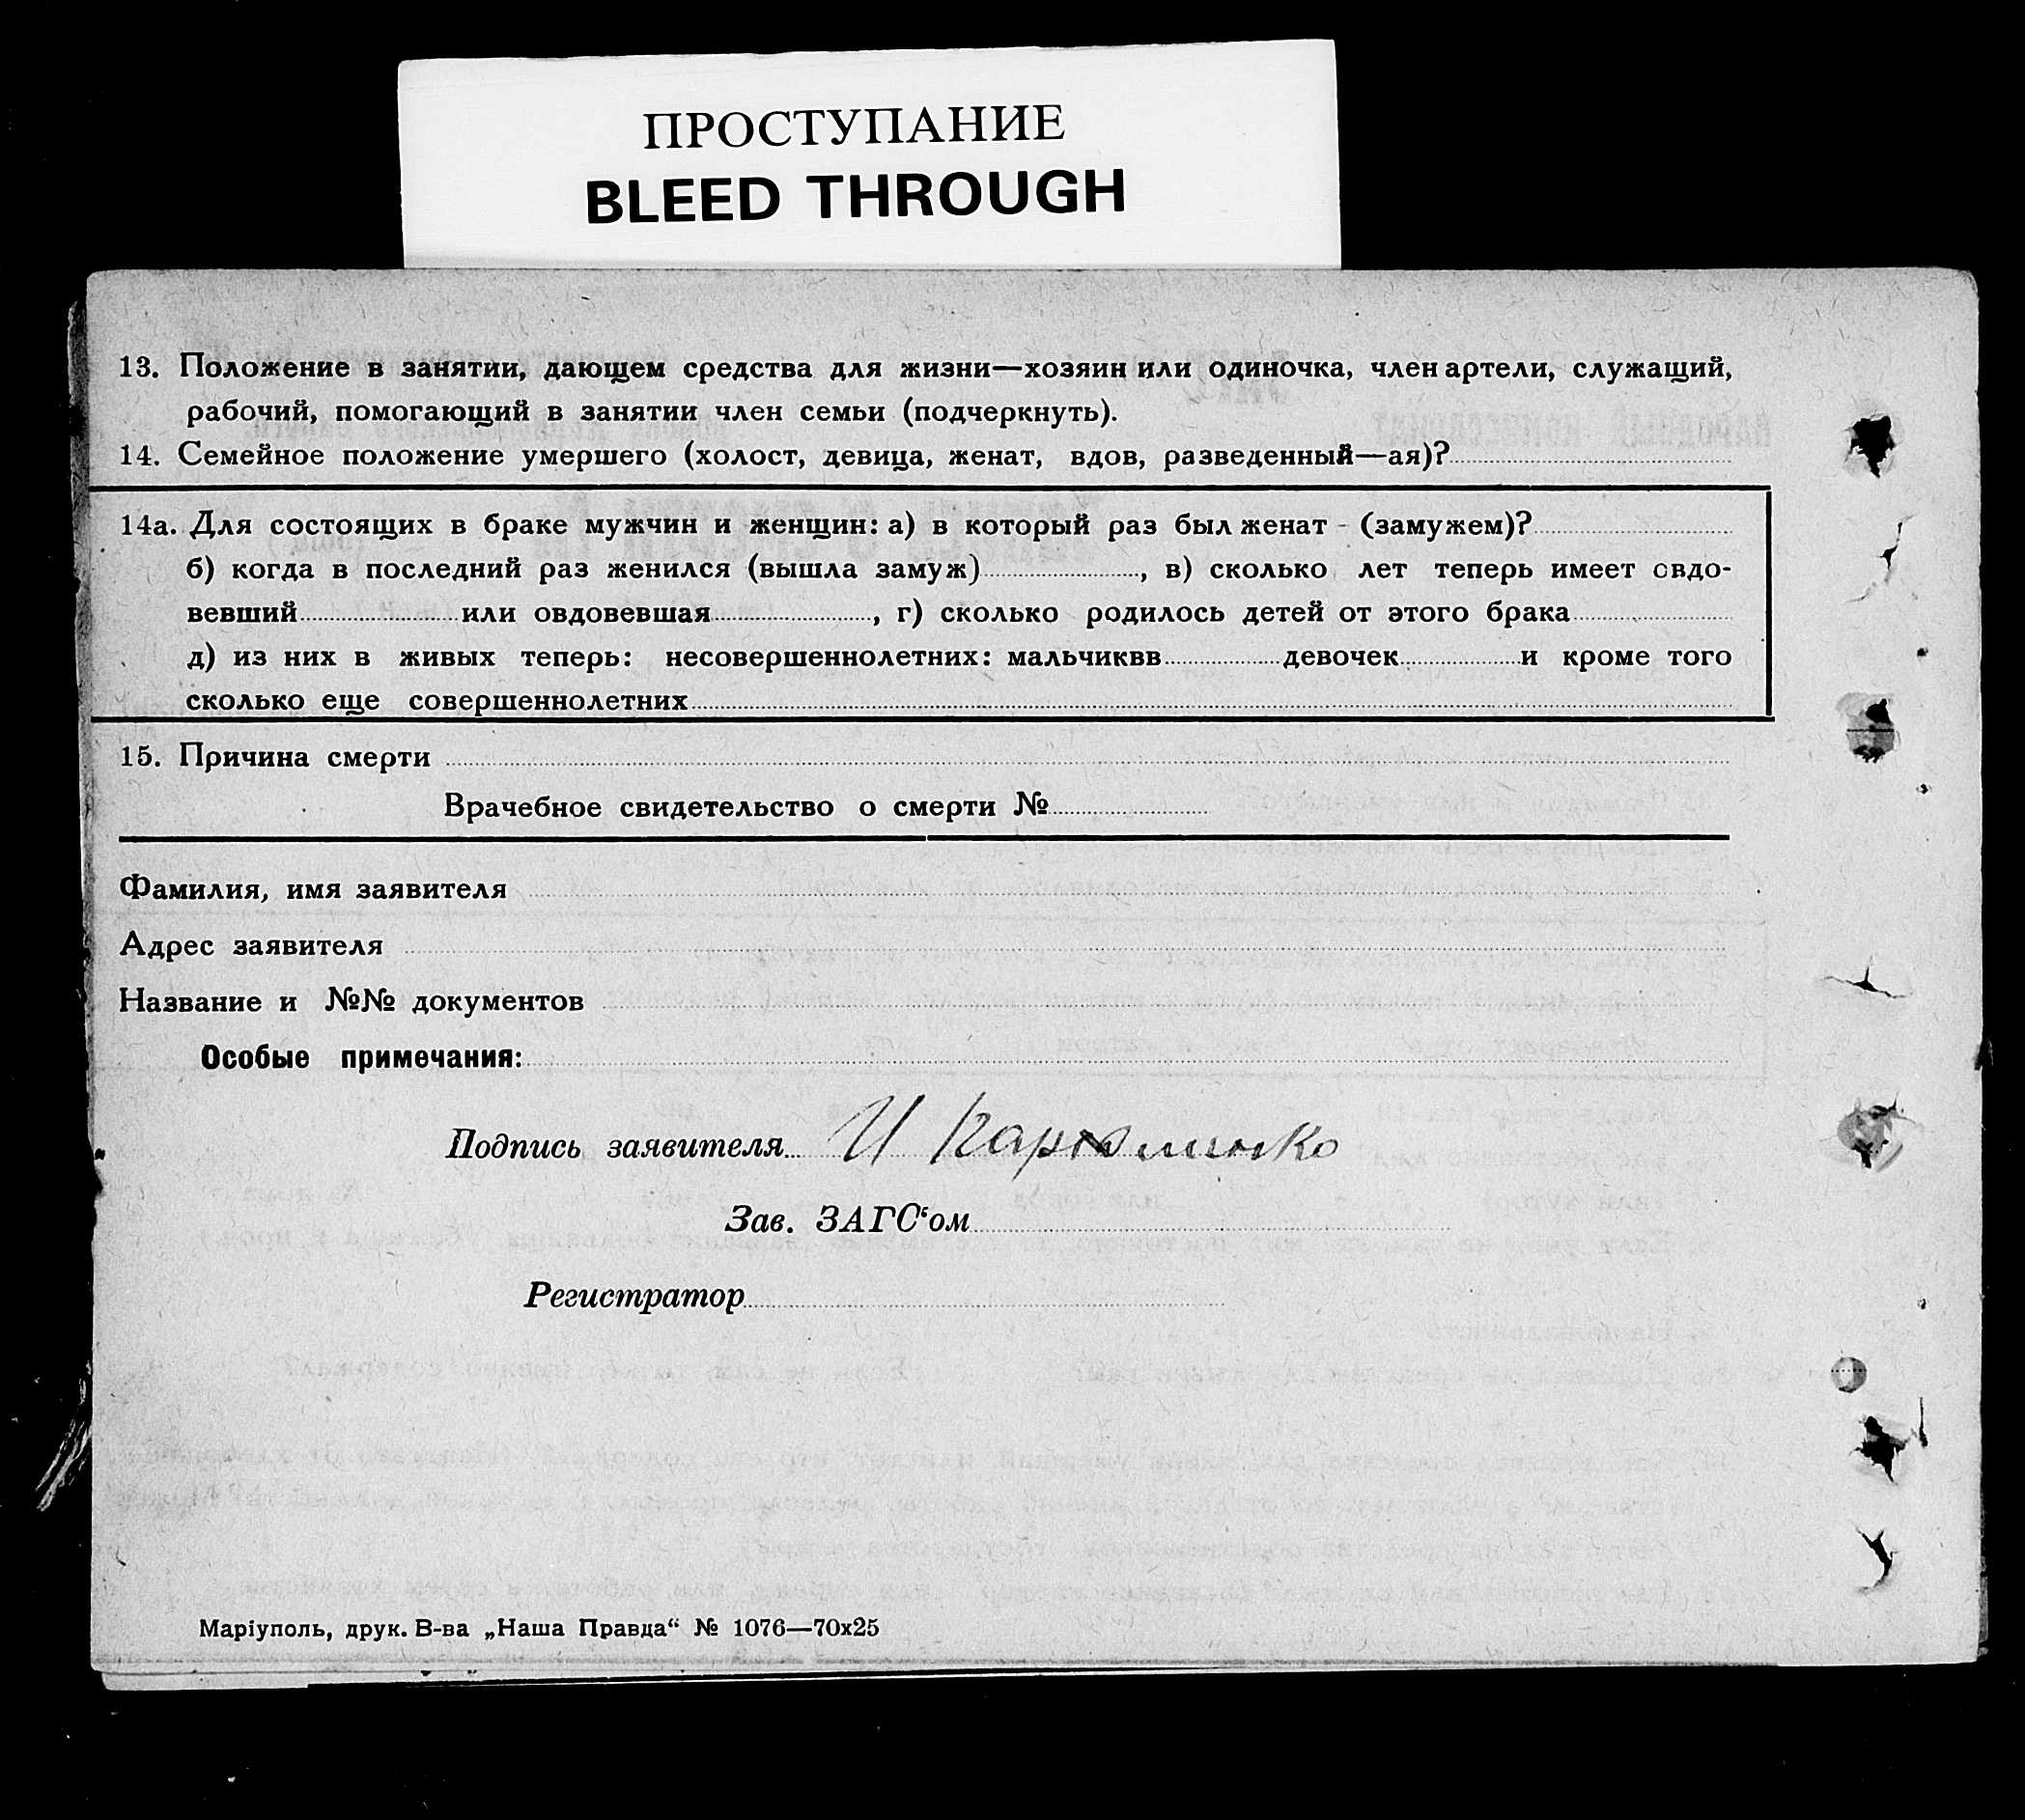 ПРОСТУПАНИЕ
BLEED THROUGH
13. Положение в занятии, дающем средства для жизни—хозяин или одиночка, член артели, служащий,
рабочий, помогающий в занятии член семьи (подчеркнуть).
14. Семейное положение умершего (холост, девица, женат, вдов, разведенный—ая)?
14а. Для состоящих в браке мужчин и женщин: а) в который раз был женат - (замужем)?
б) когда в последний раз женился (вышла замуж) , в) сколько лет теперь имеет овдо-
вевший или овдовевшая , г) сколько родилось детей от этого брака
д) из них в живых теперь: несовершеннолетних: мальчиквв девочек и кроме того
сколько еще совершеннолетних
15. Причина смерти
Врачебное свидетельство о смерти №
Фамилия, имя заявителя
Адрес заявителя
Название и №№ документов
Особые примечания:
Подпись заявителя И
Зав. ЗАГС‘ом
Регистратор
Маріуполь, друк. В-ва „Наша Правда“ № 1076—70х25